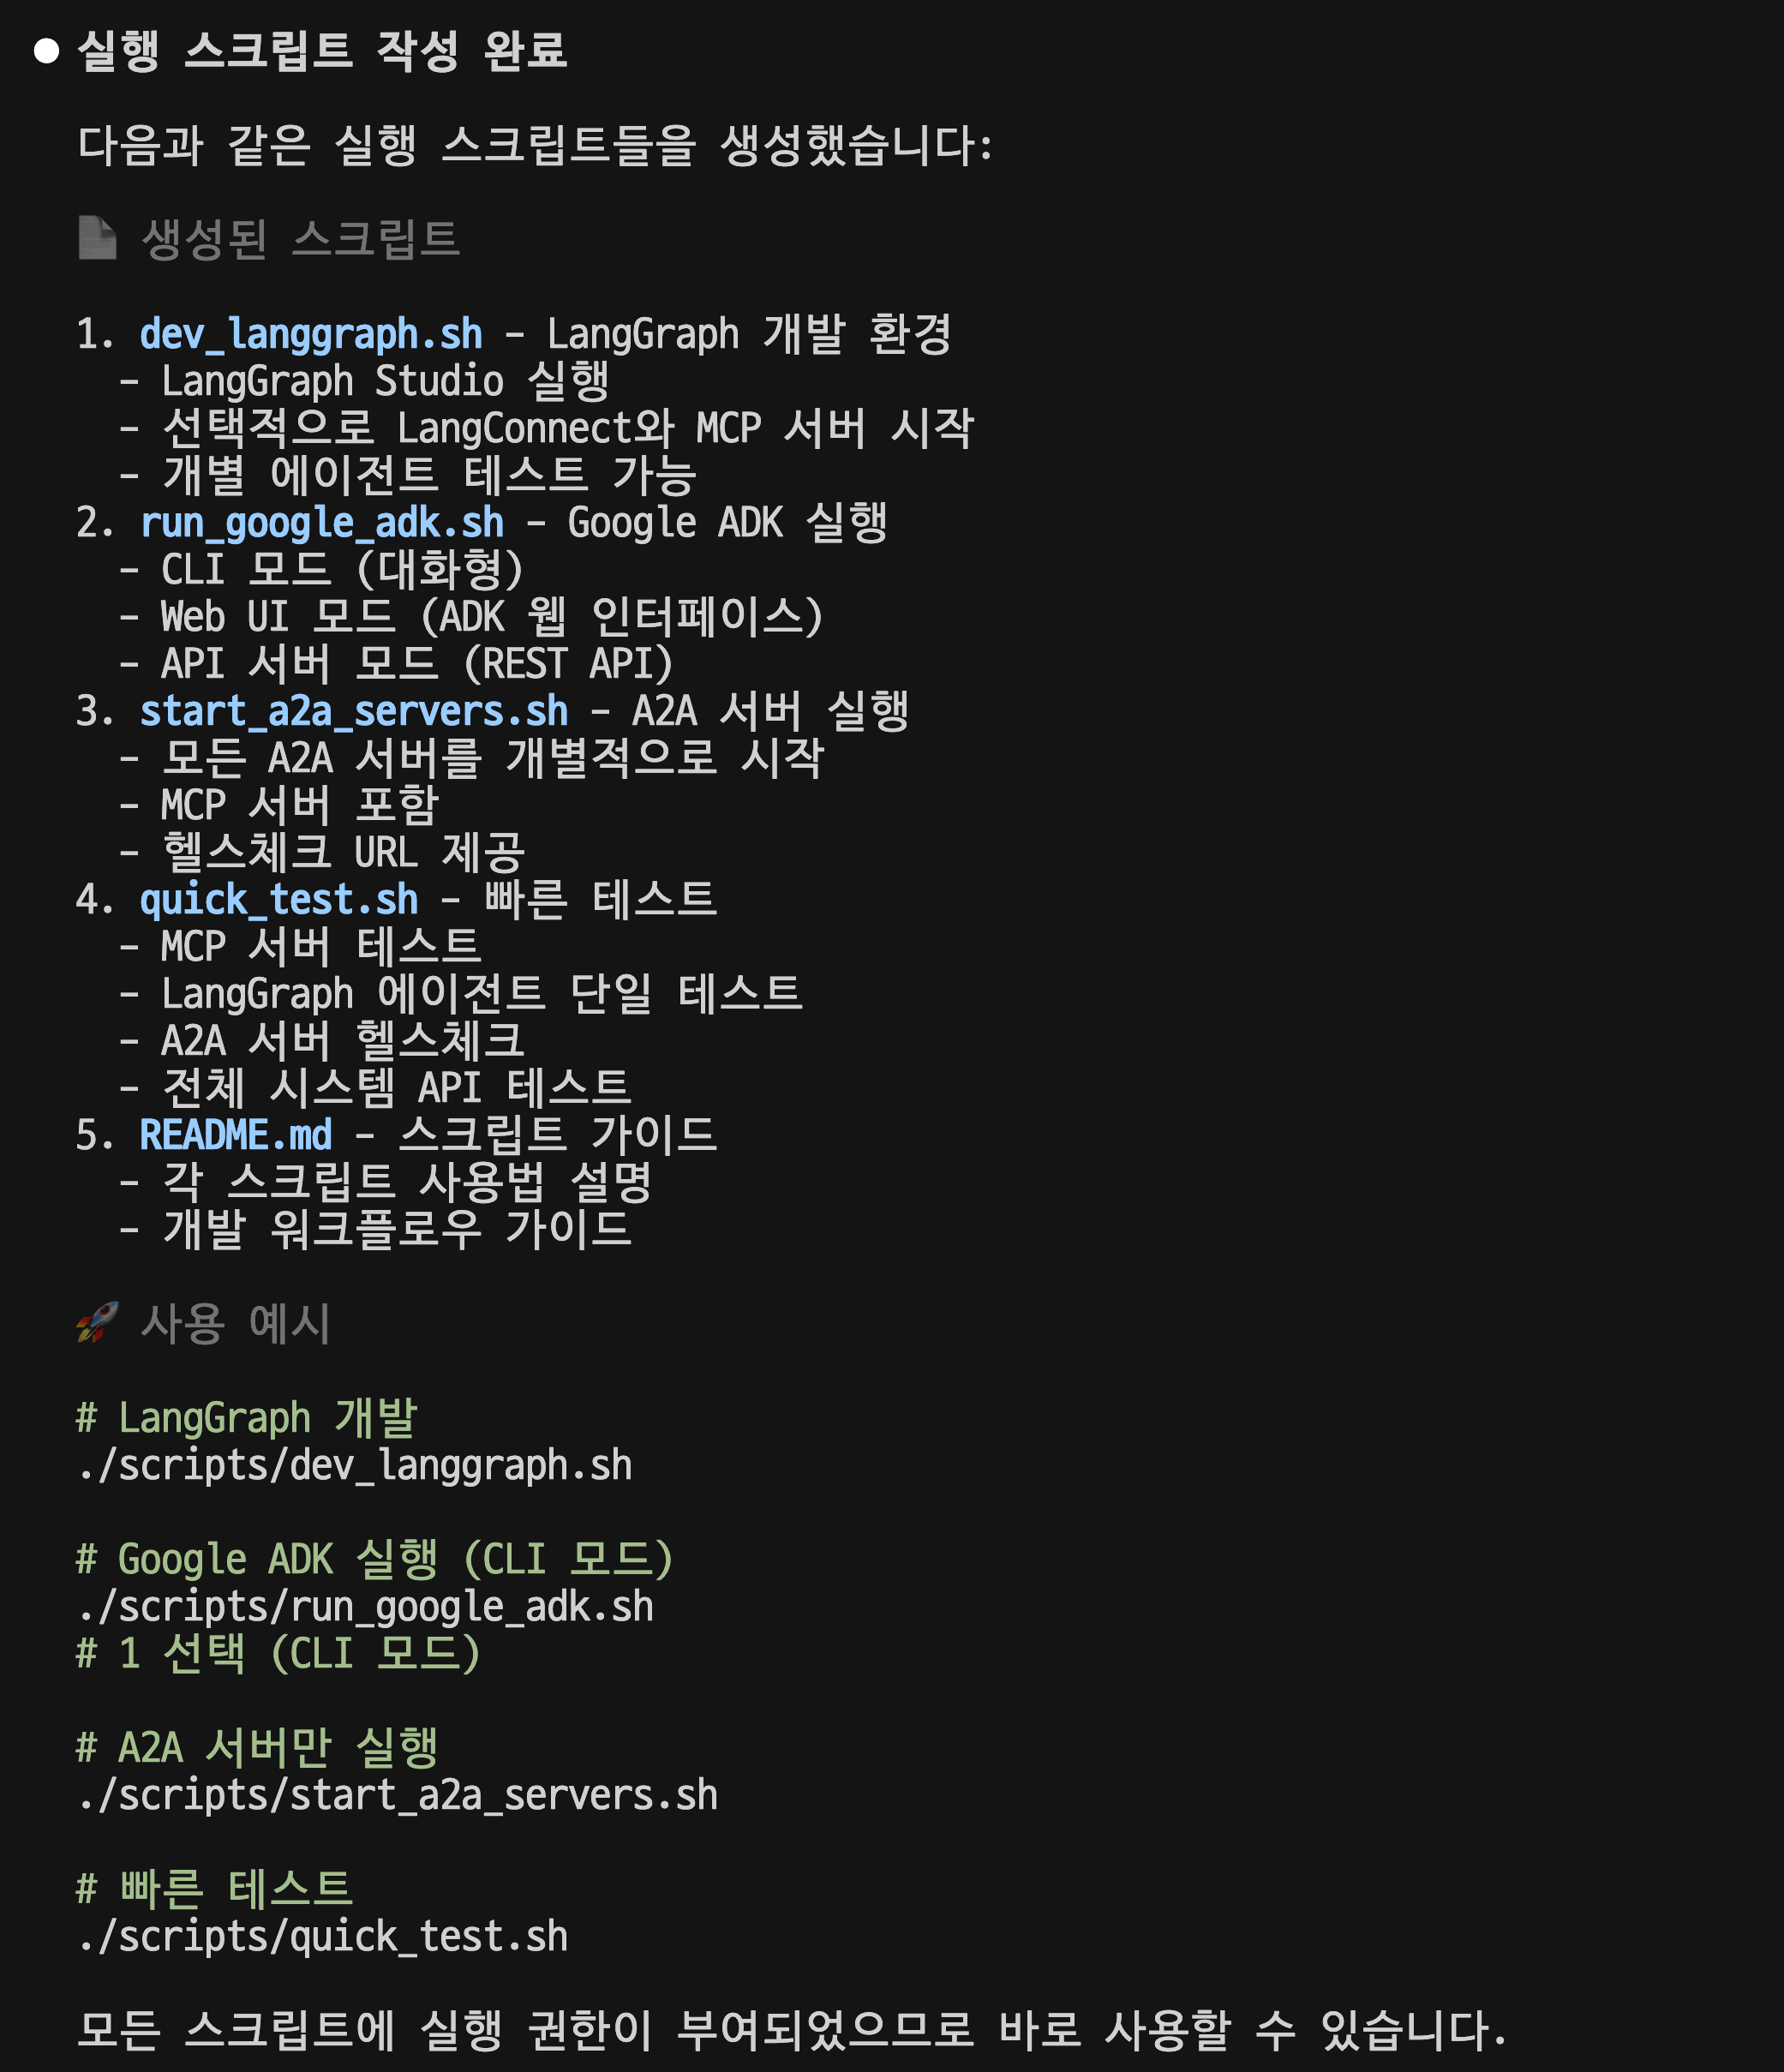 실행 스크립트 작성 완료
다음과 같은 실행 스크립트들을 생성했습니다:
📄 생성된 스크립트
1. dev_langgraph.sh - LangGraph 개발 환경
- LangGraph Studio 실행
- 선택적으로 LangConnect와 MCP 서버 시작
- 개별 에이전트 테스트 가능
2. run_google_adk.sh - Google ADK 실행
- CLI 모드 (대화형)
- Web UI 모드 (ADK 웹 인터페이스)
- API 서버 모드 (REST API)
3. start_a2a_servers.sh - A2A 서버 실행
- 모든 A2A 서버를 개별적으로 시작
- MCP 서버 포함
- 헬스체크 URL 제공
4. quick_test.sh - 빠른 테스트
- MCP 서버 테스트
- LangGraph 에이전트 단일 테스트
- A2A 서버 헬스체크
- 전체 시스템 API 테스트
5. README.md - 스크립트 가이드
- 각 스크립트 사용법 설명
- 개발 워크플로우 가이드
🚀 사용 예시
# LangGraph 개발
./scripts/dev_langgraph.sh
# Google ADK 실행 (CLI 모드)
./scripts/run_google_adk.sh
# 1 선택 (CLI 모드)
# A2A 서버만 실행
./scripts/start_a2a_servers.sh
# 빠른 테스트
./scripts/quick_test.sh
모든 스크립트에 실행 권한이 부여되었으므로 바로 사용할 수 있습니다.